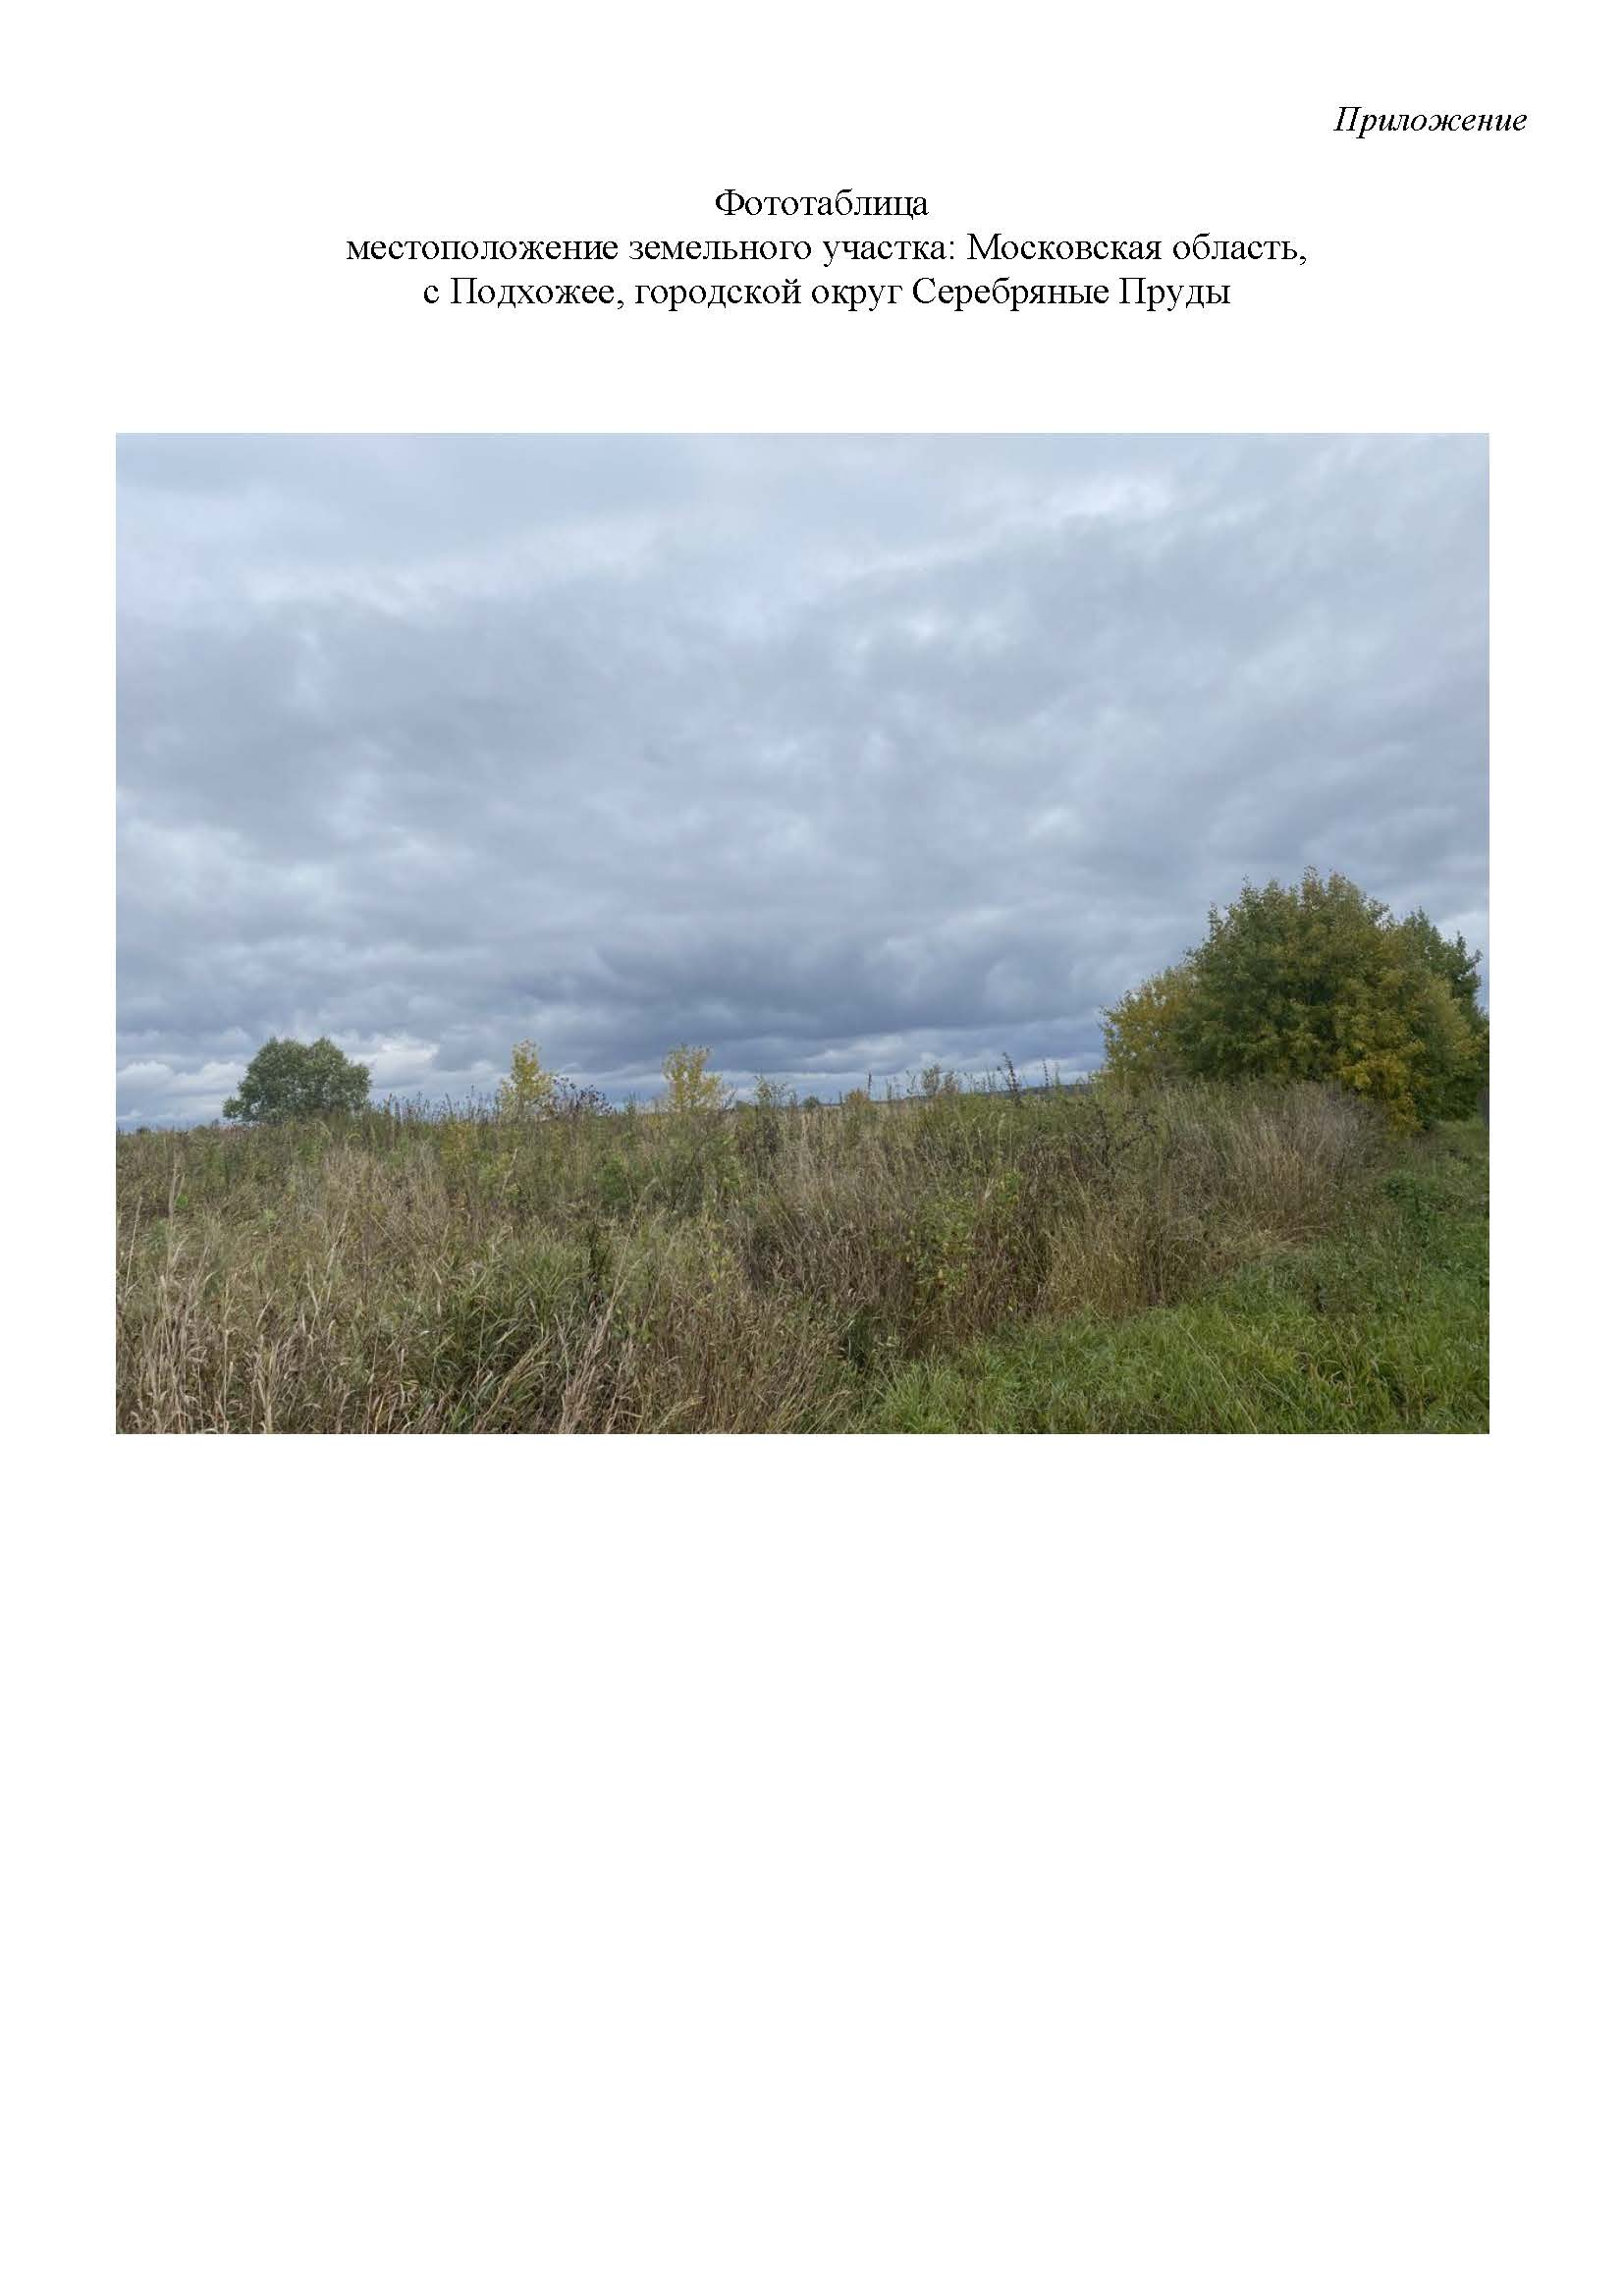 Приложение
Фототаблица
местоположение земельного участка: Московская область,
с Подхожее, городской округ Серебряные Пруды